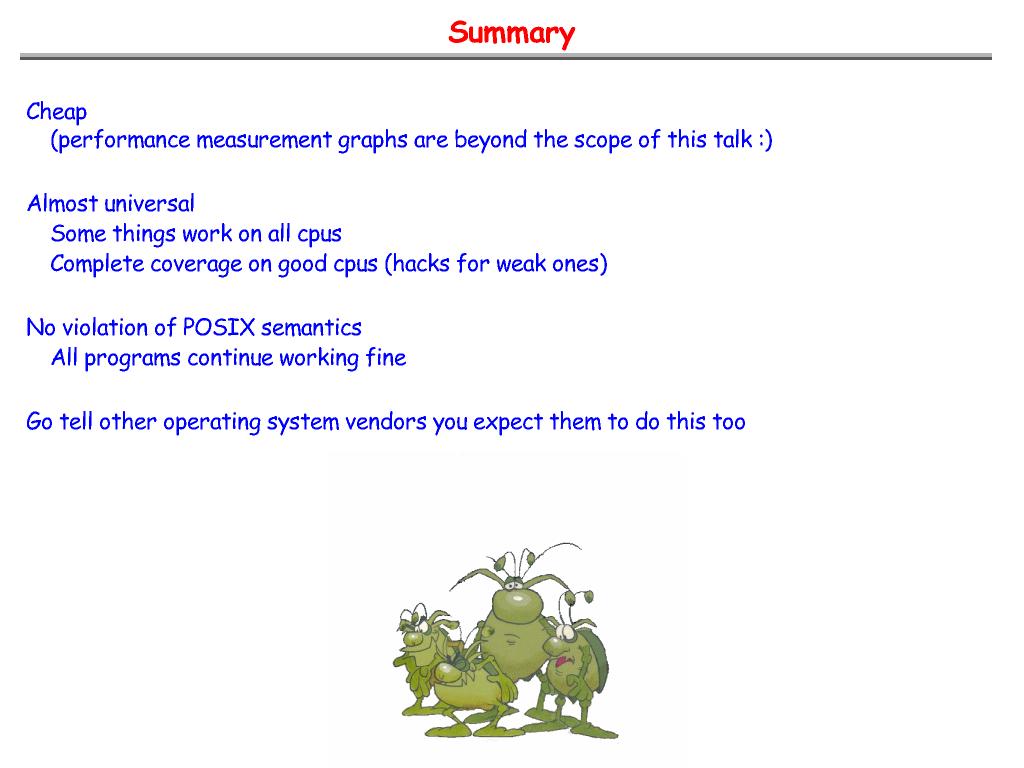 Summary
Cheap
(performance measurement graphs are beyond the scope of this talk :)
Almost universal
Some things work on all cpus
Complete coverage on good cpus (hacks for weak ones)
No violation of POSIX semantics
All programs continue working fine
Go tell other operating system vendors you expect them to do this too